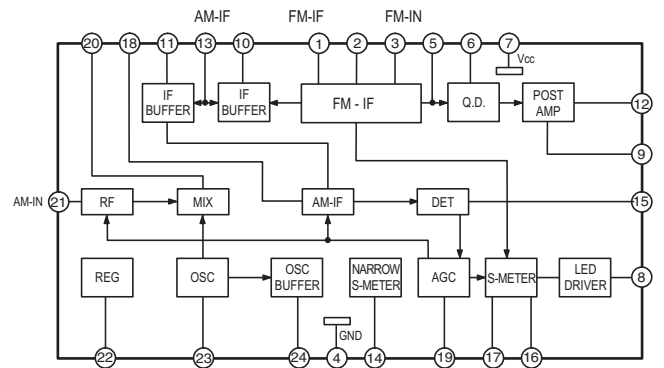 AM-IF FM-IF FM-IN
20 18 11 13 10 1 2 3 5 6 7
Vcc
IF BUFFER
IF BUFFER
FM - IF
Q.D.
POST AMP
12
9
AM-IN 21
RF
MIX
AM-IF
DET
15
REG
OSC
OSC BUFFER
NARROW S-METER
AGC
S-METER
LED DRIVER
8
GND
22 23 24 4 14 19 17 16